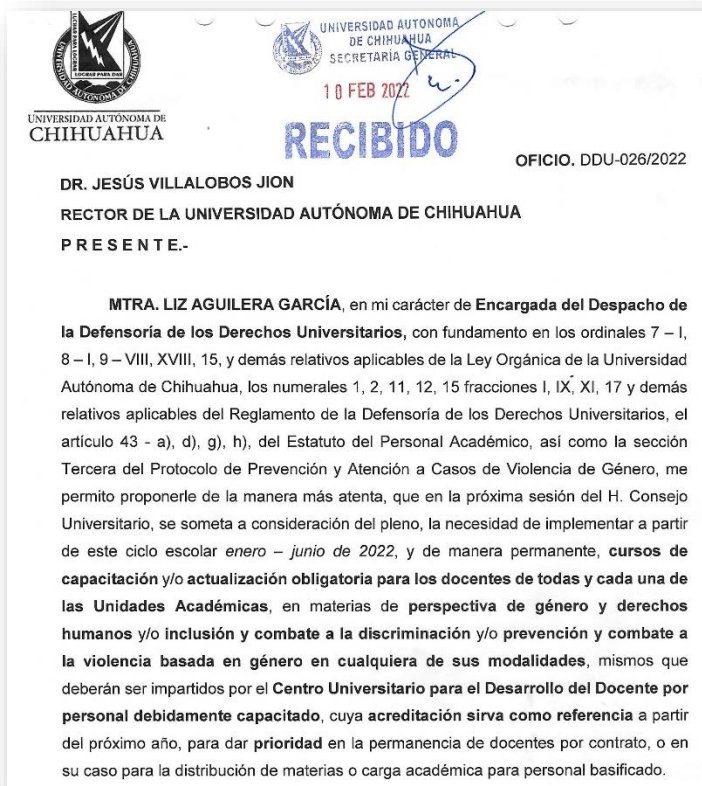 LUCHAR PARA LOGRAR
LOGRAR PARA DAR
UNIVERSIDAD AUTONOMA DE CHIHUAHUA
UNIVERSIDAD AUTÓNOMA DE
CHIHUAHUA
UNIVERSIDAD AUTONOMA
DE CHIHUAHUA
SECRETARIA GENERAL
10 FEB 2022
RECIBIDO
OFICIO. DDU-026/2022
DR. JESÚS VILLALOBOS JION
RECTOR DE LA UNIVERSIDAD AUTÓNOMA DE CHIHUAHUA
P R E S E N T E.-
MTRA. LIZ AGUILERA GARCÍA, en mi carácter de Encargada del Despacho de
la Defensoría de los Derechos Universitarios, con fundamento en los ordinales 7 – I,
8 – I, 9 – VIII, XVIII, 15, y demás relativos aplicables de la Ley Orgánica de la Universidad
Autónoma de Chihuahua, los numerales 1, 2, 11, 12, 15 fracciones I, IX, XI, 17 y demás
relativos aplicables del Reglamento de la Defensoría de los Derechos Universitarios, el
artículo 43 - a), d), g), h), del Estatuto del Personal Académico, así como la sección
Tercera del Protocolo de Prevención y Atención a Casos de Violencia de Género, me
permito proponerle de la manera más atenta, que en la próxima sesión del H. Consejo
Universitario, se someta a consideración del pleno, la necesidad de implementar a partir
de este ciclo escolar enero – junio de 2022, y de manera permanente, cursos de
capacitación y/o actualización obligatoria para los docentes de todas y cada una de
las Unidades Académicas, en materias de perspectiva de género y derechos
humanos y/o inclusión y combate a la discriminación y/o prevención y combate a
la violencia basada en género en cualquiera de sus modalidades, mismos que
deberán ser impartidos por el Centro Universitario para el Desarrollo del Docente por
personal debidamente capacitado, cuya acreditación sirva como referencia a partir
del próximo año, para dar prioridad en la permanencia de docentes por contrato, o en
su caso para la distribución de materias o carga académica para personal basificado.